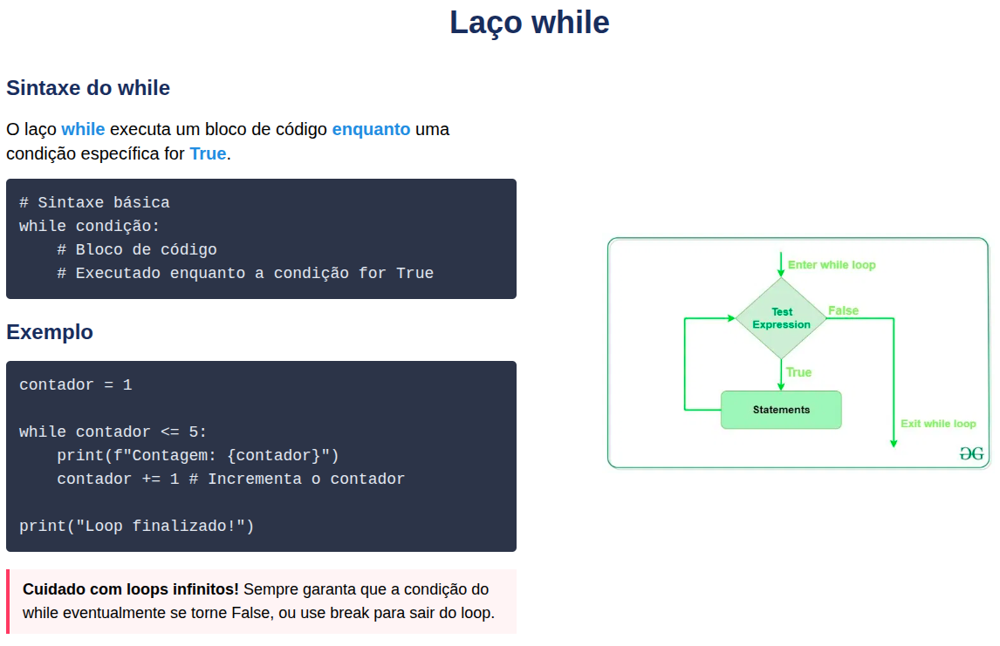 Laço while
Sintaxe do while
O laço while executa um bloco de código enquanto uma
condição específica for True.
# Sintaxe básica
while condição:
    # Bloco de código
    # Executado enquanto a condição for True
Exemplo
contador = 1
while contador <= 5:
    print(f"Contagem: {contador}")
    contador += 1 # Incrementa o contador
print("Loop finalizado!")
Cuidado com loops infinitos! Sempre garanta que a condição do
while eventualmente se torne False, ou use break para sair do loop.
Enter while loop
Test
Expression
False
True
Statements
Exit while loop